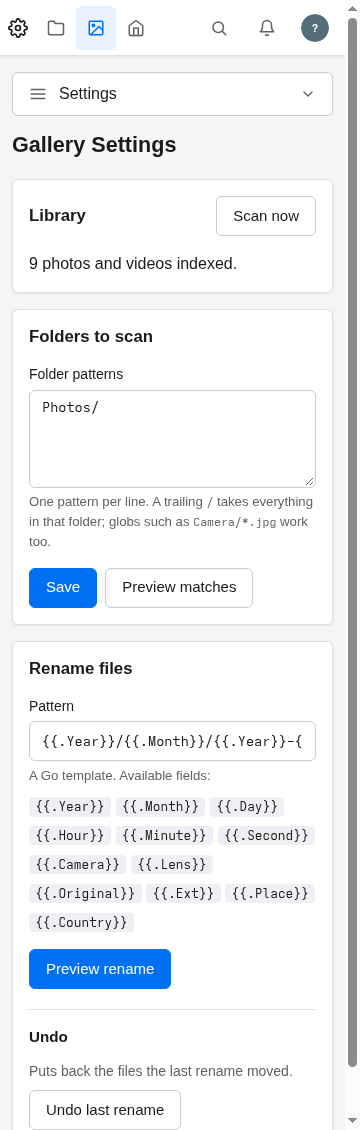 ?
Settings
Gallery Settings
Library
Scan now
9 photos and videos indexed.
Folders to scan
Folder patterns
Photos/
One pattern per line. A trailing / takes everything
in that folder; globs such as Camera/*.jpg work
too.
Save
Preview matches
Rename files
Pattern
{{.Year}}/{{.Month}}/{{.Year}}-{
A Go template. Available fields:
{{.Year}} {{.Month}} {{.Day}}
{{.Hour}} {{.Minute}} {{.Second}}
{{.Camera}} {{.Lens}}
{{.Original}} {{.Ext}} {{.Place}}
{{.Country}}
Preview rename
Undo
Puts back the files the last rename moved.
Undo last rename